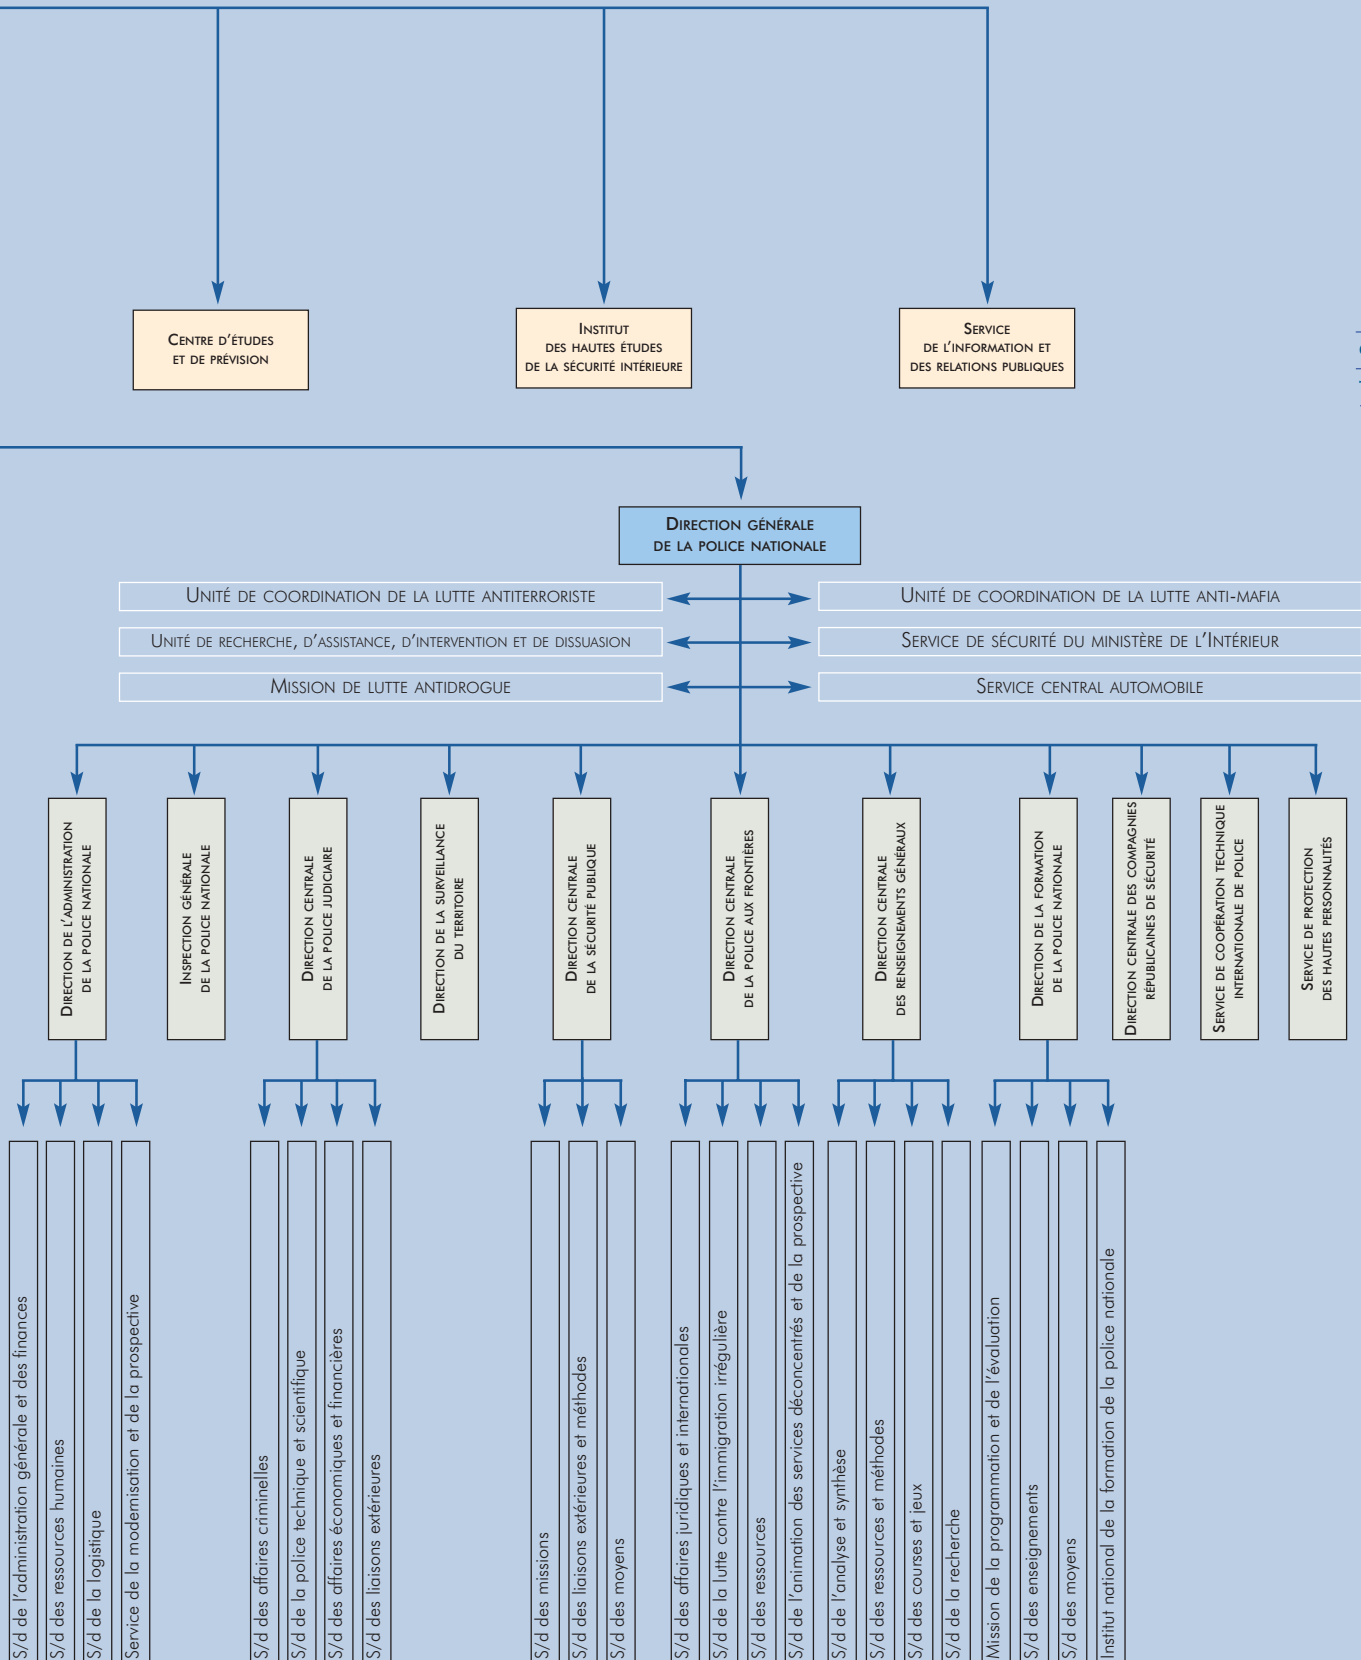 Centre d'études
et de prévision
Institut
des hautes études
de la sécurité intérieure
Service
de l'information et
des relations publiques
Direction générale
de la police nationale
Unité de coordination de la lutte antiterroriste
Unité de coordination de la lutte anti-mafia
Unité de recherche, d'assistance, d'intervention et de dissuasion
Service de sécurité du ministère de l'Intérieur
Mission de lutte antidrogue
Service central automobile
Direction de l'administration
de la police nationale
Inspection générale
de la police nationale
Direction centrale
de la police judiciaire
Direction de la surveillance
du territoire
Direction centrale
de la sécurité publique
Direction centrale
de la police aux frontières
Direction centrale
des renseignements généraux
Direction de la formation
de la police nationale
Direction centrale des compagnies
républicaines de sécurité
Service de coopération technique
internationale de police
Service de protection
des hautes personnalités
S/d de l'administration générale et des finances
S/d des ressources humaines
S/d de la logistique
Service de la modernisation et de la prospective
S/d des affaires criminelles
S/d de la police technique et scientifique
S/d des affaires économiques et financières
S/d des liaisons extérieures
S/d des missions
S/d des liaisons extérieures et méthodes
S/d des moyens
S/d des affaires juridiques et internationales
S/d de la lutte contre l'immigration irrégulière
S/d des ressources
S/d de l'animation des services déconcentrés et de la prospective
S/d de l'analyse et synthèse
S/d des ressources et méthodes
S/d des courses et jeux
S/d de la recherche
Mission de la programmation et de l'évaluation
S/d des enseignements
S/d des moyens
Institut national de la formation de la police nationale